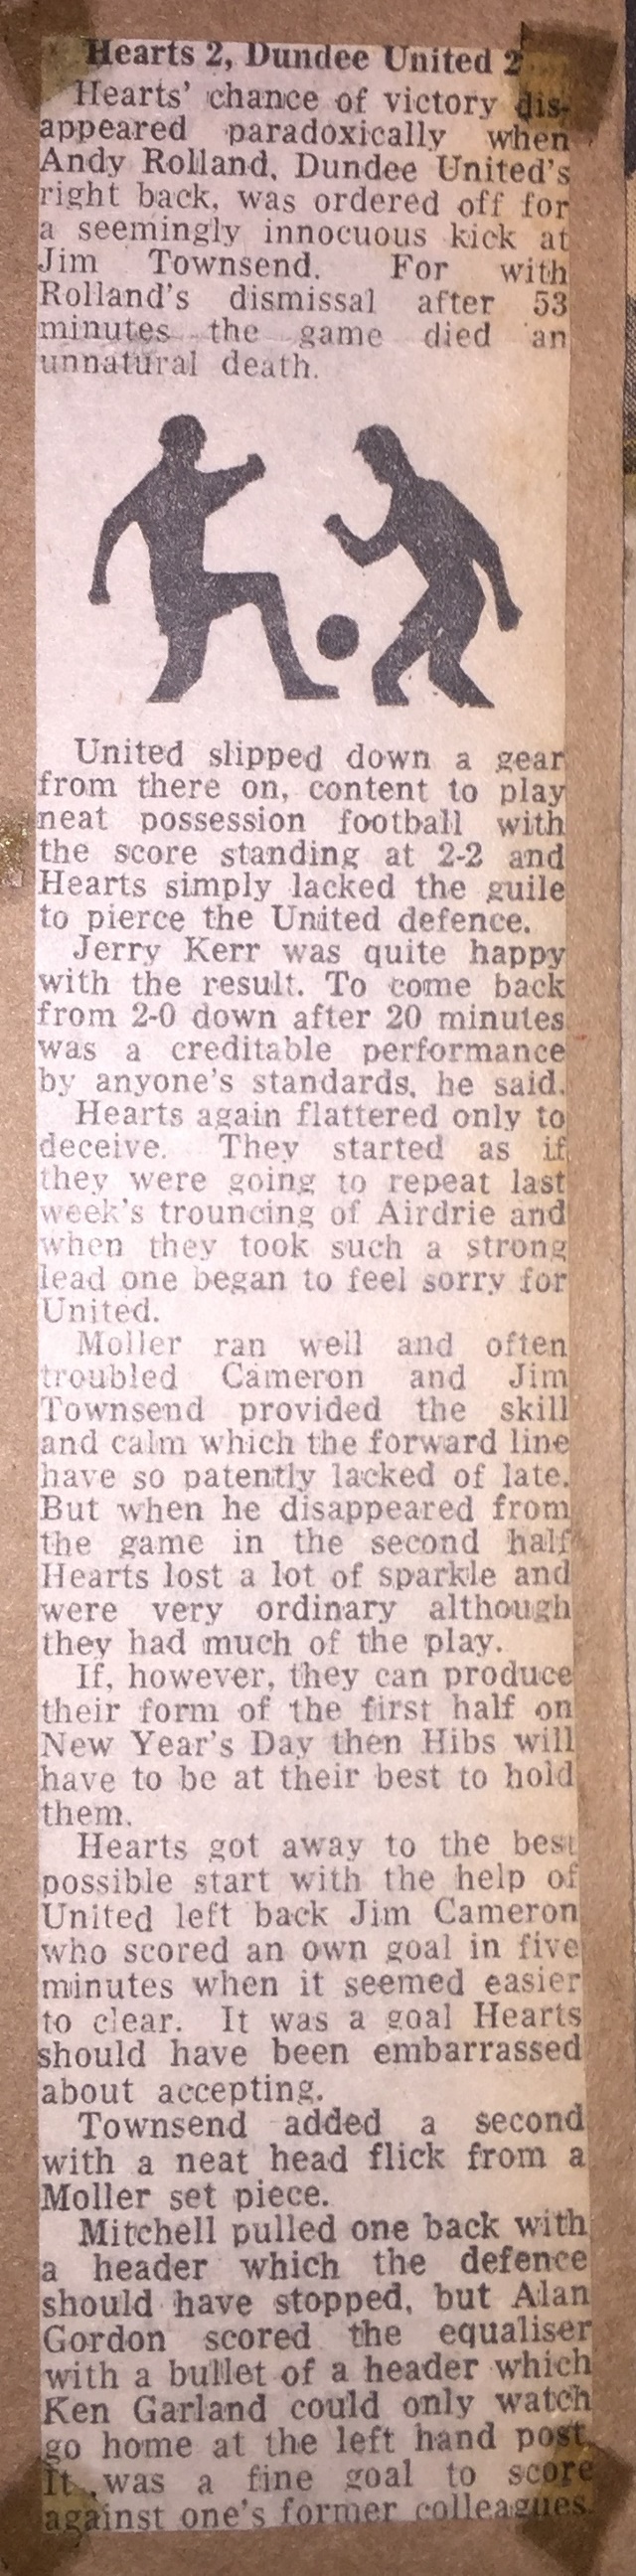 Hearts 2, Dundee United 2
Hearts' chance of victory dis-
appeared paradoxically when
Andy Rolland, Dundee United's
right back, was ordered off for
a seemingly innocuous kick at
Jim Townsend. For with
Rolland's dismissal after 53
minutes the game died an
unnatural death.
United slipped down a gear
from there on, content to play
neat possession football with
the score standing at 2-2 and
Hearts simply lacked the guile
to pierce the United defence.
Jerry Kerr was quite happy
with the result. To come back
from 2-0 down after 20 minutes
was a creditable performance
by anyone's standards, he said.
Hearts again flattered only to
deceive. They started as if
they were going to repeat last
week's trouncing of Airdrie and
when they took such a strong
lead one began to feel sorry for
United.
Moller ran well and often
troubled Cameron and Jim
Townsend provided the skill
and calm which the forward line
have so patently lacked of late.
But when he disappeared from
the game in the second half
Hearts lost a lot of sparkle and
were very ordinary although
they had much of the play.
If, however, they can produce
their form of the first half on
New Year's Day then Hibs will
have to be at their best to hold
them.
Hearts got away to the best
possible start with the help of
United left back Jim Cameron
who scored an own goal in five
minutes when it seemed easier
to clear. It was a goal Hearts
should have been embarrassed
about accepting.
Townsend added a second
with a neat head flick from a
Moller set piece.
Mitchell pulled one back with
a header which the defence
should have stopped, but Alan
Gordon scored the equaliser
with a bullet of a header which
Ken Garland could only watch
go home at the left hand post.
It was a fine goal to score
against one's former colleagues.